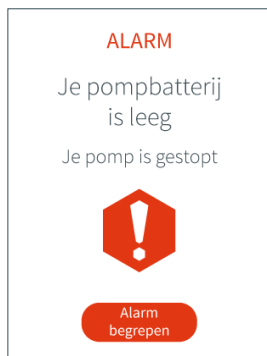 ALARM
Je pompbatterij
is leeg
Je pomp is gestopt
Alarm
begrepen